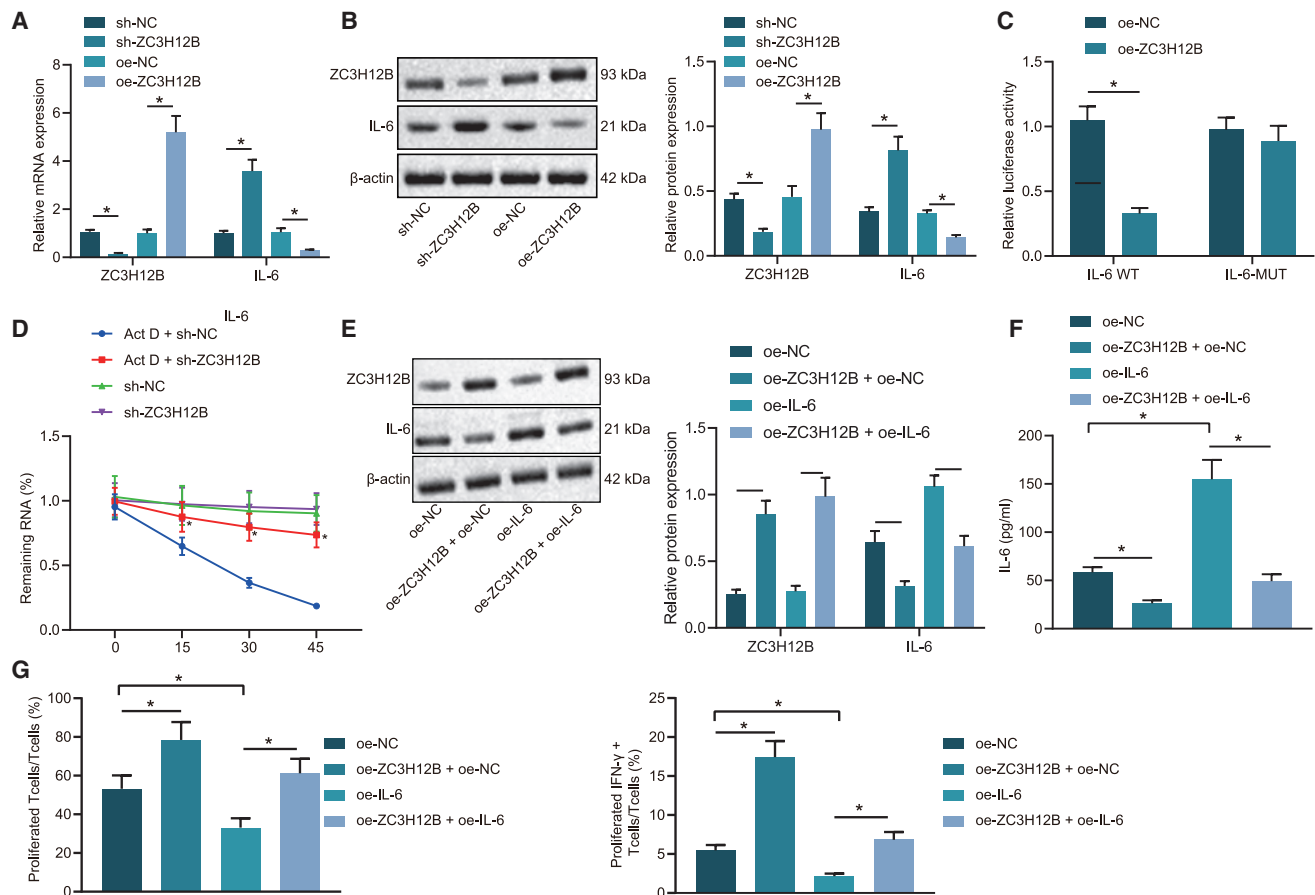 A
sh-NC
sh-ZC3H12B
oe-NC
oe-ZC3H12B
Relative mRNA expression
8
6
4
2
0
*
*
*
*
ZC3H12B
IL-6
B
ZC3H12B
93 kDa
IL-6
21 kDa
β-actin
42 kDa
sh-NC
sh-ZC3H12B
oe-NC
oe-ZC3H12B
sh-NC
sh-ZC3H12B
oe-NC
oe-ZC3H12B
Relative protein expression
1.5
1.0
0.5
0.0
*
*
*
*
ZC3H12B
IL-6
C
oe-NC
oe-ZC3H12B
Relative luciferase activity
1.5
1.0
0.5
0.0
*
IL-6 WT
IL-6-MUT
D
IL-6
Act D + sh-NC
Act D + sh-ZC3H12B
sh-NC
sh-ZC3H12B
Remaining RNA (%)
1.5
1.0
0.5
0.0
*
*
*
0
15
30
45
E
ZC3H12B
93 kDa
IL-6
21 kDa
β-actin
42 kDa
oe-NC
oe-ZC3H12B + oe-NC
oe-IL-6
oe-ZC3H12B + oe-IL-6
oe-NC
oe-ZC3H12B + oe-NC
oe-IL-6
oe-ZC3H12B + oe-IL-6
Relative protein expression
1.5
1.0
0.5
0.0
ZC3H12B
IL-6
F
oe-NC
oe-ZC3H12B + oe-NC
oe-IL-6
oe-ZC3H12B + oe-IL-6
IL-6 (pg/ml)
200
150
100
50
0
*
*
*
G
Proliferated Tcells/Tcells (%)
100
80
60
40
20
0
*
*
*
oe-NC
oe-ZC3H12B + oe-NC
oe-IL-6
oe-ZC3H12B + oe-IL-6
Proliferated IFN-γ +
Tcells/Tcells (%)
25
20
15
10
5
0
*
*
*
oe-NC
oe-ZC3H12B + oe-NC
oe-IL-6
oe-ZC3H12B + oe-IL-6